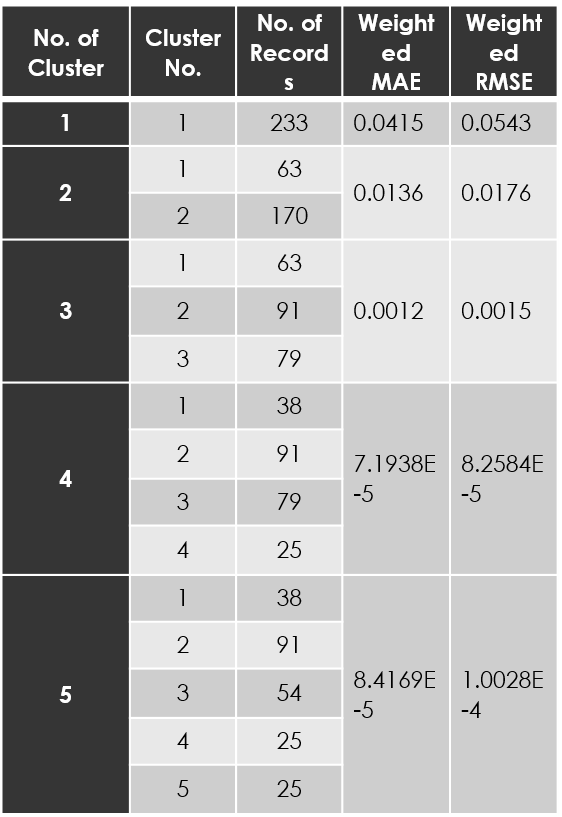 No. of Cluster Cluster No. No. of Records Weighted MAE Weighted RMSE
1 1 233 0.0415 0.0543
2 1 63 0.0136 0.0176
2 170
3 1 63 0.0012 0.0015
2 91
3 79
4 1 38 7.1938E-5 8.2584E-5
2 91
3 79
4 25
5 1 38 8.4169E-5 1.0028E-4
2 91
3 54
4 25
5 25